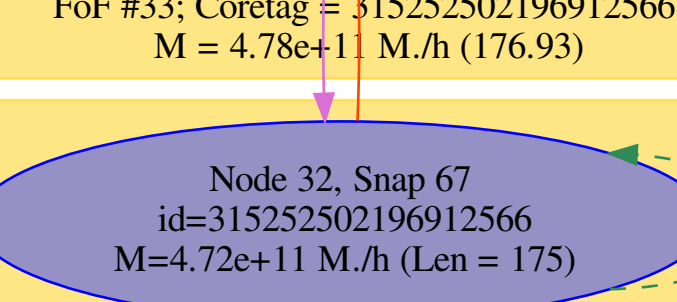 FoF #33; Coretag = 315252502196912566
M = 4.78e+11 M./h (176.93)
Node 32, Snap 67
id=315252502196912566
M=4.72e+11 M./h (Len = 175)